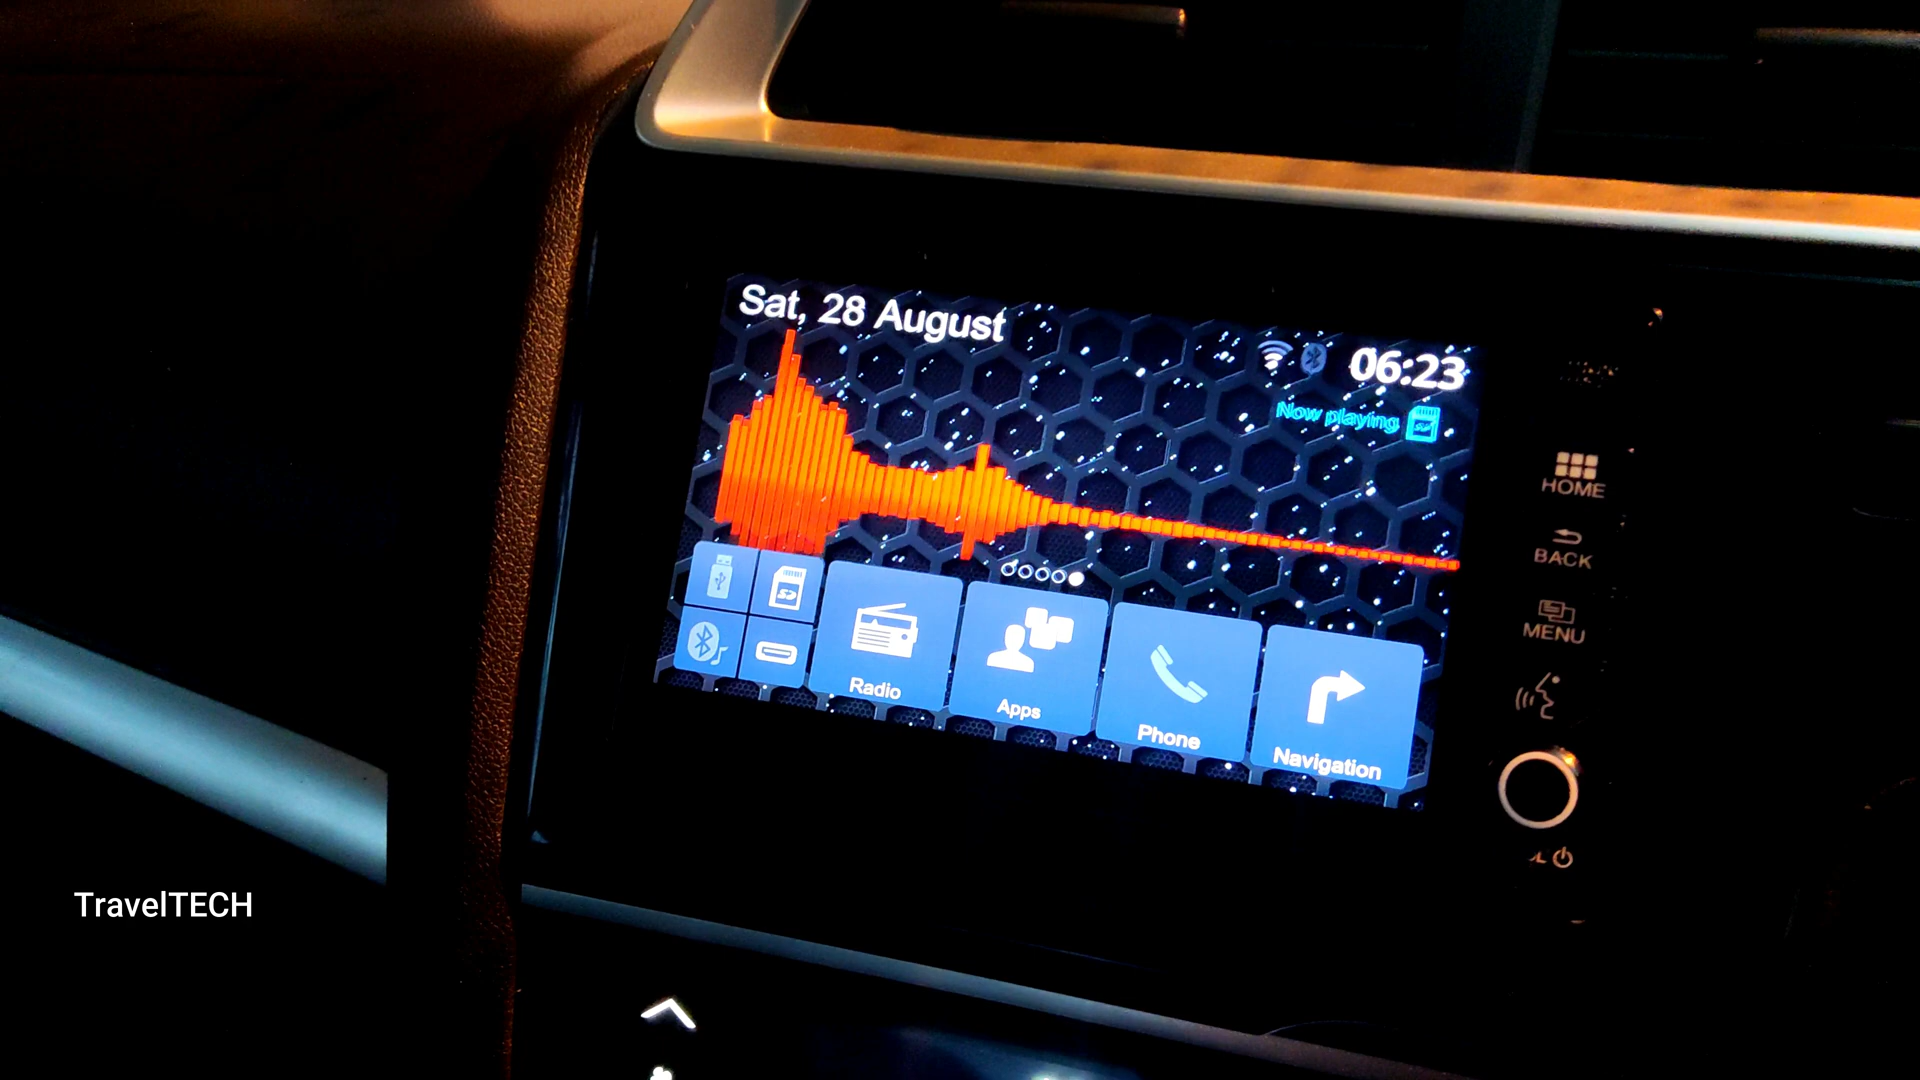 Sat, 28 August
06:23
Now playing
Radio
Apps
Phone
Navigation
HOME
BACK
MENU
TravelTECH